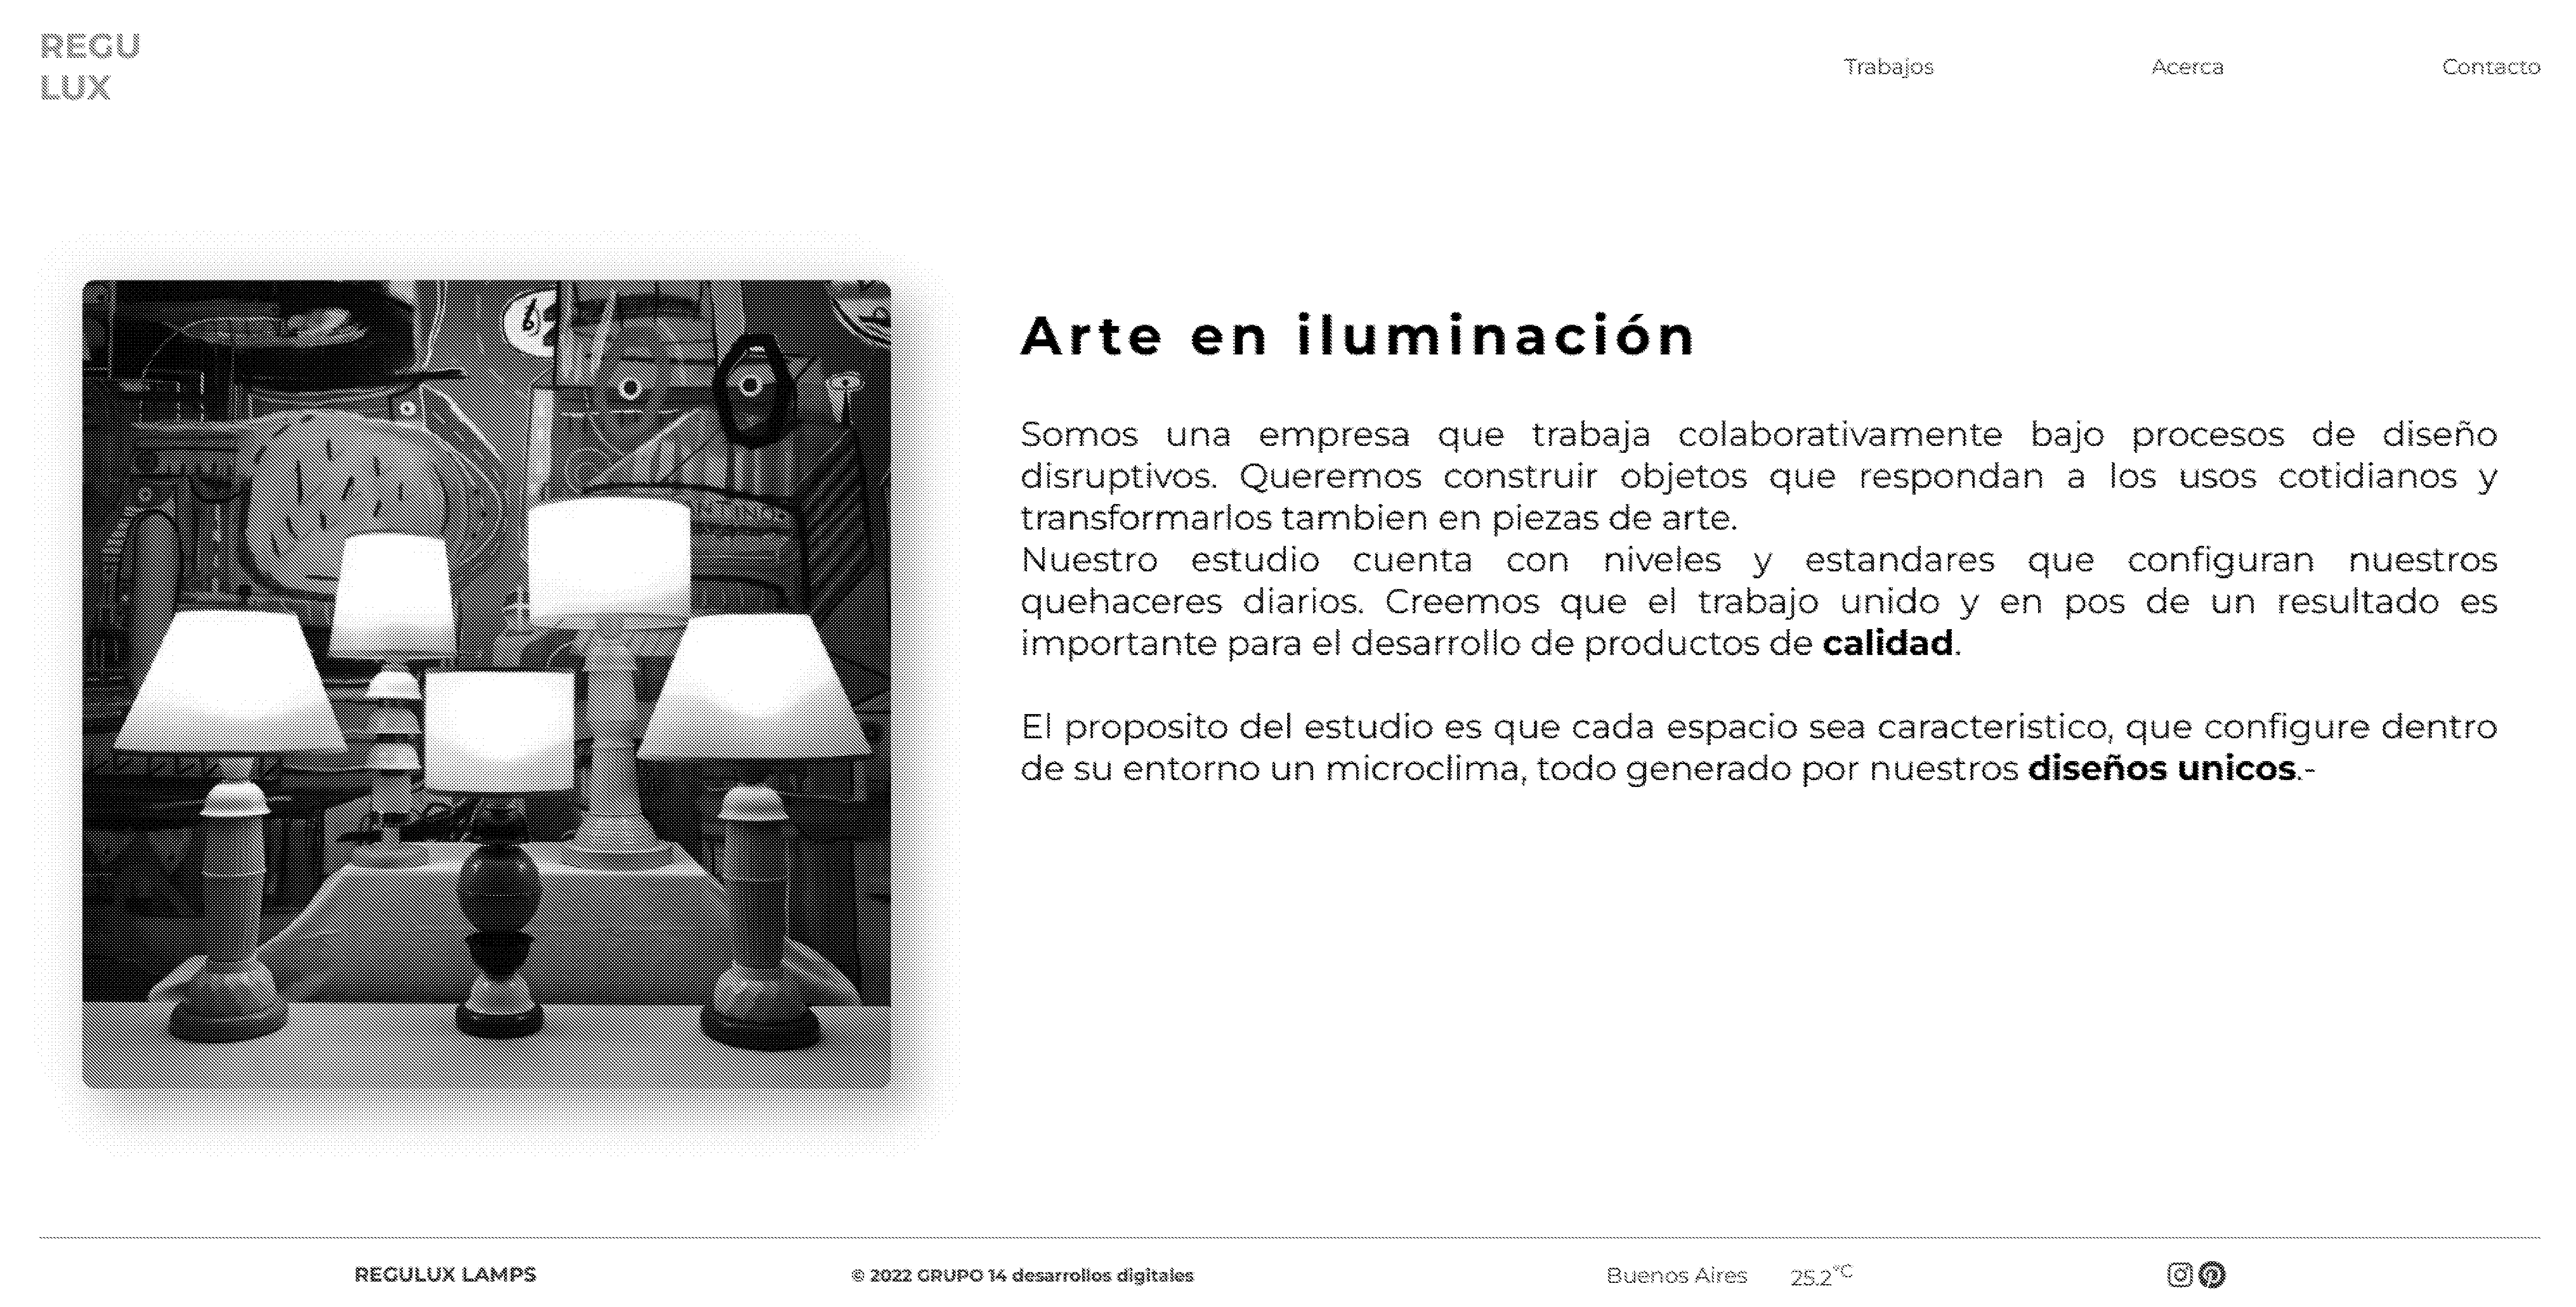 REGU
LUX
Trabajos
Acerca
Contacto
Arte en iluminación
Somos una empresa que trabaja colaborativamente bajo procesos de diseño
disruptivos. Queremos construir objetos que respondan a los usos cotidianos y
transformarlos tambien en piezas de arte.
Nuestro estudio cuenta con niveles y estandares que configuran nuestros
quehaceres diarios. Creemos que el trabajo unido y en pos de un resultado es
importante para el desarrollo de productos de calidad.
El proposito del estudio es que cada espacio sea caracteristico, que configure dentro
de su entorno un microclima, todo generado por nuestros diseños unicos.-
REGULUX LAMPS
© 2022 GRUPO 14 desarrollos digitales
Buenos Aires
25.2°C